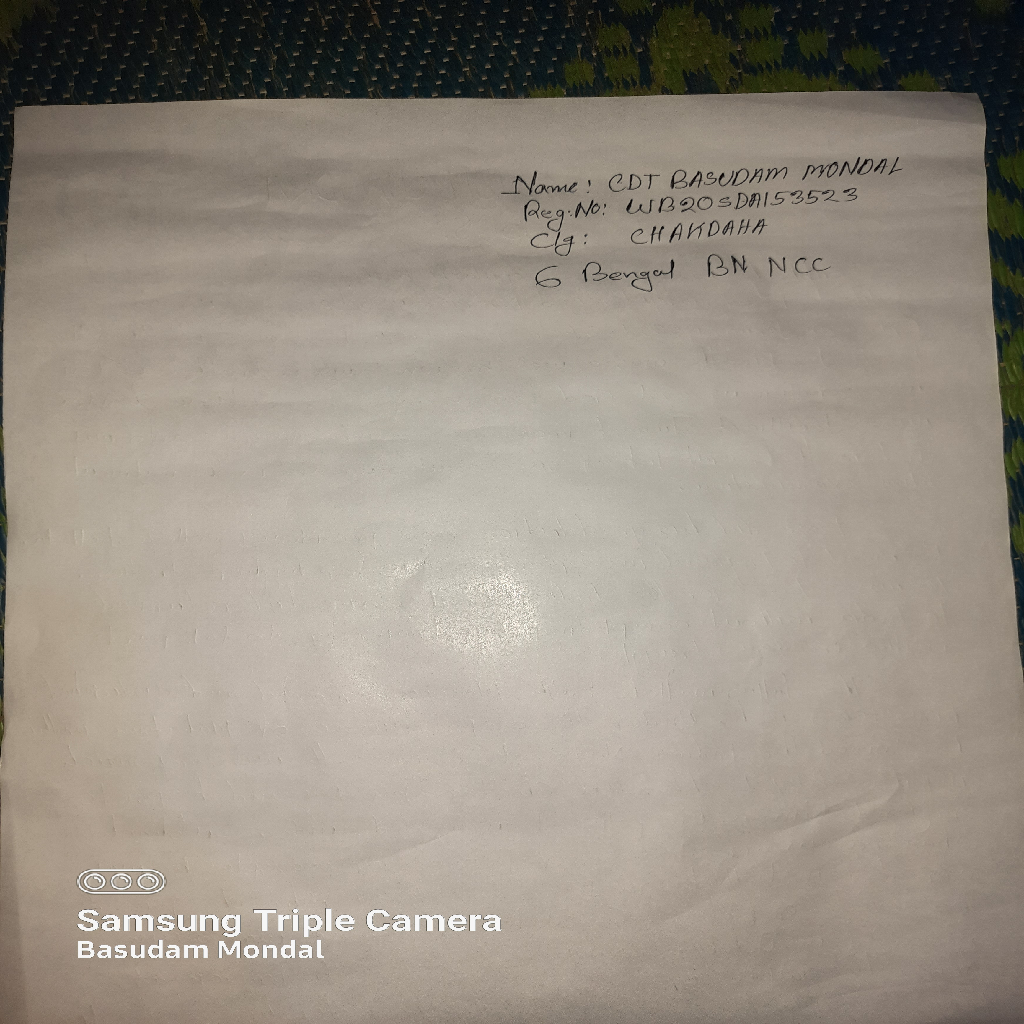 Name: CDT BASUDAM MONDAL
Reg.No: WB20SDA153523
Clg: CHAKDAHA
6 Bengal BN NCC
Samsung Triple Camera
Basudam Mondal